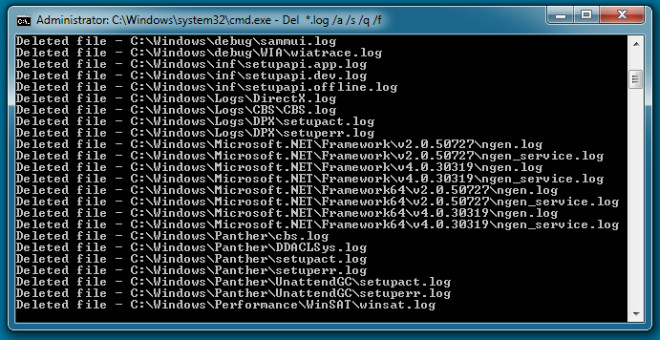 Administrator: C:\Windows\system32\cmd.exe - Del *.log /a /s /q /f
Deleted file - C:\Windows\debug\sammui.log
Deleted file - C:\Windows\debug\WIA\wiatrace.log
Deleted file - C:\Windows\inf\setupapi.app.log
Deleted file - C:\Windows\inf\setupapi.dev.log
Deleted file - C:\Windows\inf\setupapi.offline.log
Deleted file - C:\Windows\Logs\DirectX.log
Deleted file - C:\Windows\Logs\CBS\CBS.log
Deleted file - C:\Windows\Logs\DPX\setupact.log
Deleted file - C:\Windows\Logs\DPX\setuperr.log
Deleted file - C:\Windows\Microsoft.NET\Framework\v2.0.50727\ngen.log
Deleted file - C:\Windows\Microsoft.NET\Framework\v2.0.50727\ngen_service.log
Deleted file - C:\Windows\Microsoft.NET\Framework\v4.0.30319\ngen.log
Deleted file - C:\Windows\Microsoft.NET\Framework\v4.0.30319\ngen_service.log
Deleted file - C:\Windows\Microsoft.NET\Framework64\v2.0.50727\ngen.log
Deleted file - C:\Windows\Microsoft.NET\Framework64\v2.0.50727\ngen_service.log
Deleted file - C:\Windows\Microsoft.NET\Framework64\v4.0.30319\ngen.log
Deleted file - C:\Windows\Microsoft.NET\Framework64\v4.0.30319\ngen_service.log
Deleted file - C:\Windows\Panther\cbs.log
Deleted file - C:\Windows\Panther\DDACLSys.log
Deleted file - C:\Windows\Panther\setupact.log
Deleted file - C:\Windows\Panther\setuperr.log
Deleted file - C:\Windows\Panther\UnattendGC\setupact.log
Deleted file - C:\Windows\Panther\UnattendGC\setuperr.log
Deleted file - C:\Windows\Performance\WinSAT\winsat.log